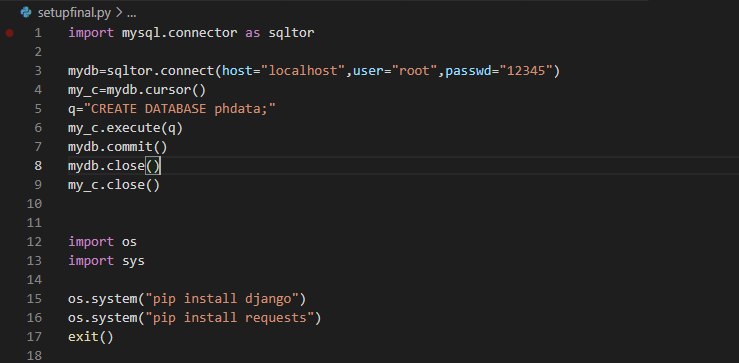 setupfinal.py > ...
1 import mysql.connector as sqltor
2
3 mydb=sqltor.connect(host="localhost",user="root",passwd="12345")
4 my_c=mydb.cursor()
5 q="CREATE DATABASE phdata;"
6 my_c.execute(q)
7 mydb.commit()
8 mydb.close()
9 my_c.close()
10
11
12 import os
13 import sys
14
15 os.system("pip install django")
16 os.system("pip install requests")
17 exit()
18